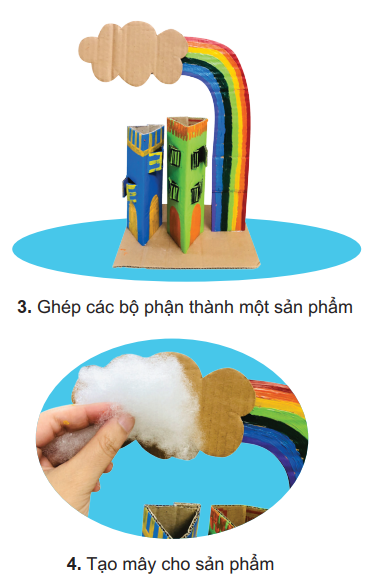 3. Ghép các bộ phận thành một sản phẩm
4. Tạo mây cho sản phẩm